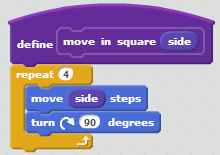 define move in square side
repeat 4
move side steps
turn 90 degrees